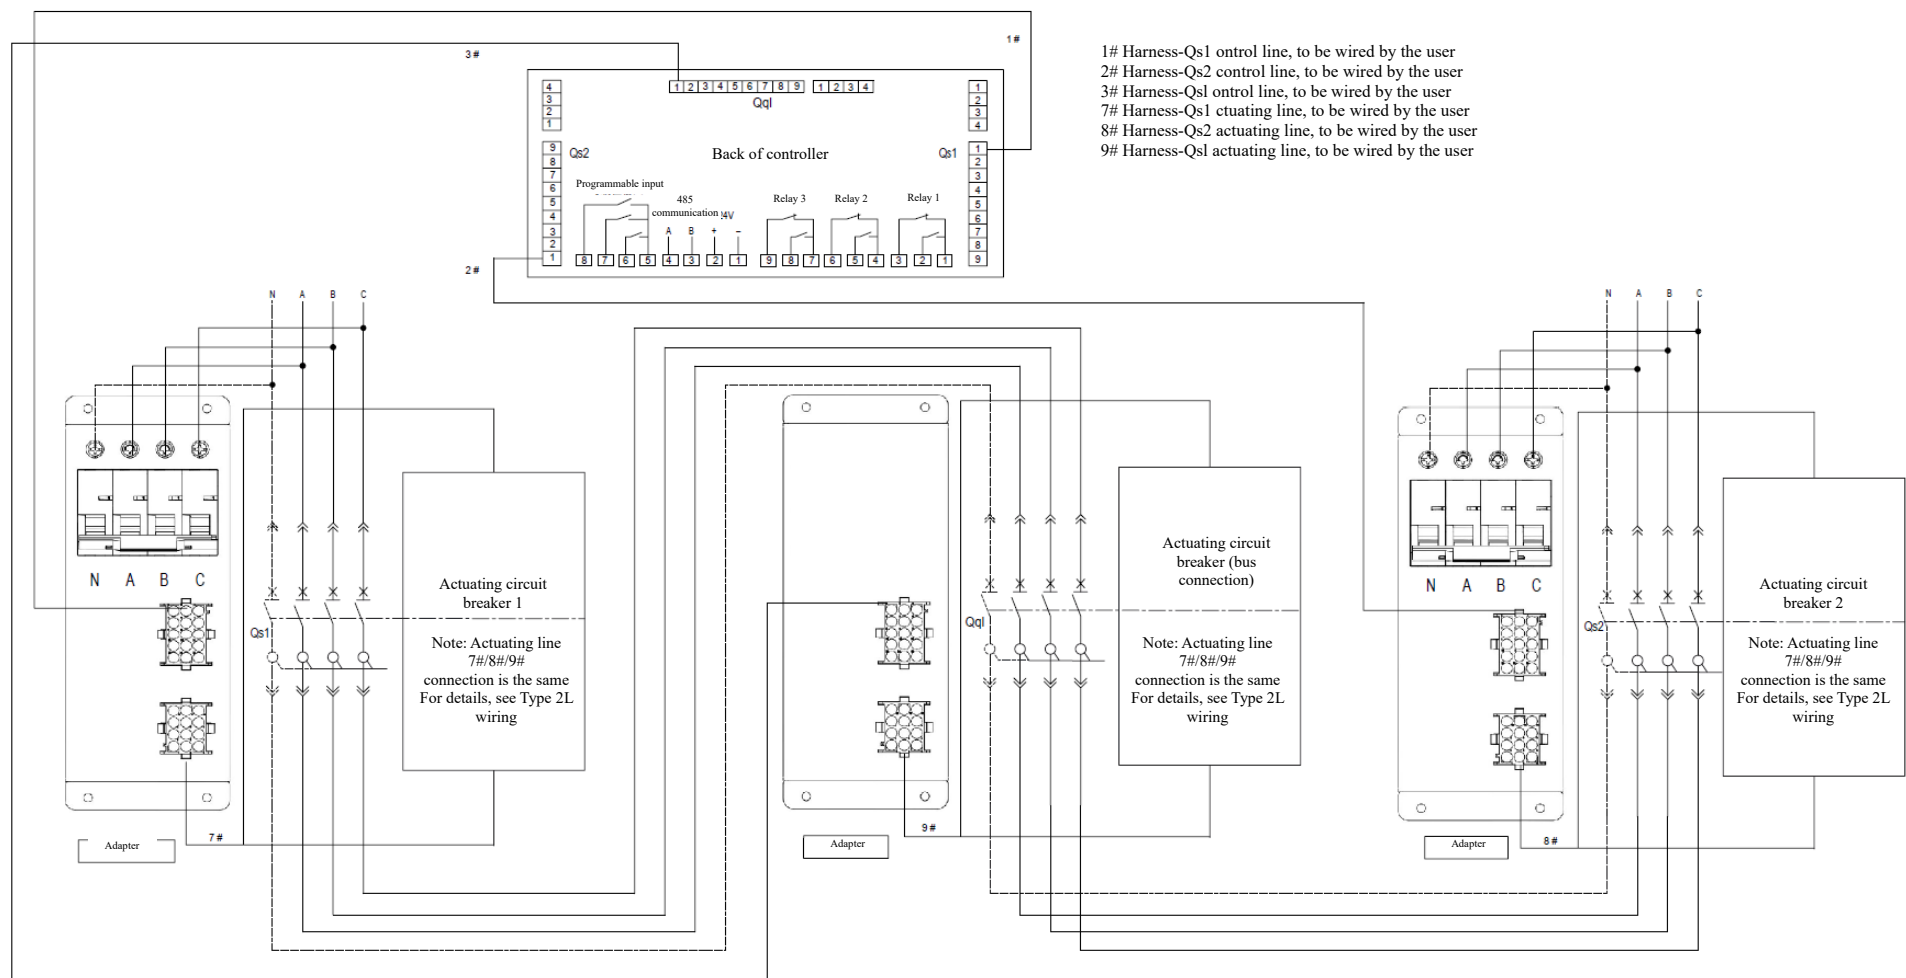 3#
1#
1# Harness-Qs1 ontrol line, to be wired by the user
2# Harness-Qs2 control line, to be wired by the user
3# Harness-Qsl ontrol line, to be wired by the user
7# Harness-Qs1 ctuating line, to be wired by the user
8# Harness-Qs2 actuating line, to be wired by the user
9# Harness-Qsl actuating line, to be wired by the user
4
3
2
1
1 2 3 4 5 6 7 8 9
1 2 3 4
Qql
1
2
3
4
9
8
7
6
5
4
3
2
1
Qs2
Back of controller
Qs1
1
2
3
4
5
6
7
8
9
Programmable input
485
communication
4V
Relay 3
Relay 2
Relay 1
A B + –
8 7 6 5 4 3 2 1
9 8 7 6 5 4 3 2 1
2#
N A B C
N A B C
N A B C
N A B C
Qs1
Actuating circuit
breaker 1
Note: Actuating line
7#/8#/9#
connection is the same
For details, see Type 2L
wiring
7#
Adapter
Qql
Actuating circuit
breaker (bus
connection)
Note: Actuating line
7#/8#/9#
connection is the same
For details, see Type 2L
wiring
9#
Adapter
Qs2
Actuating circuit
breaker 2
Note: Actuating line
7#/8#/9#
connection is the same
For details, see Type 2L
wiring
8#
Adapter